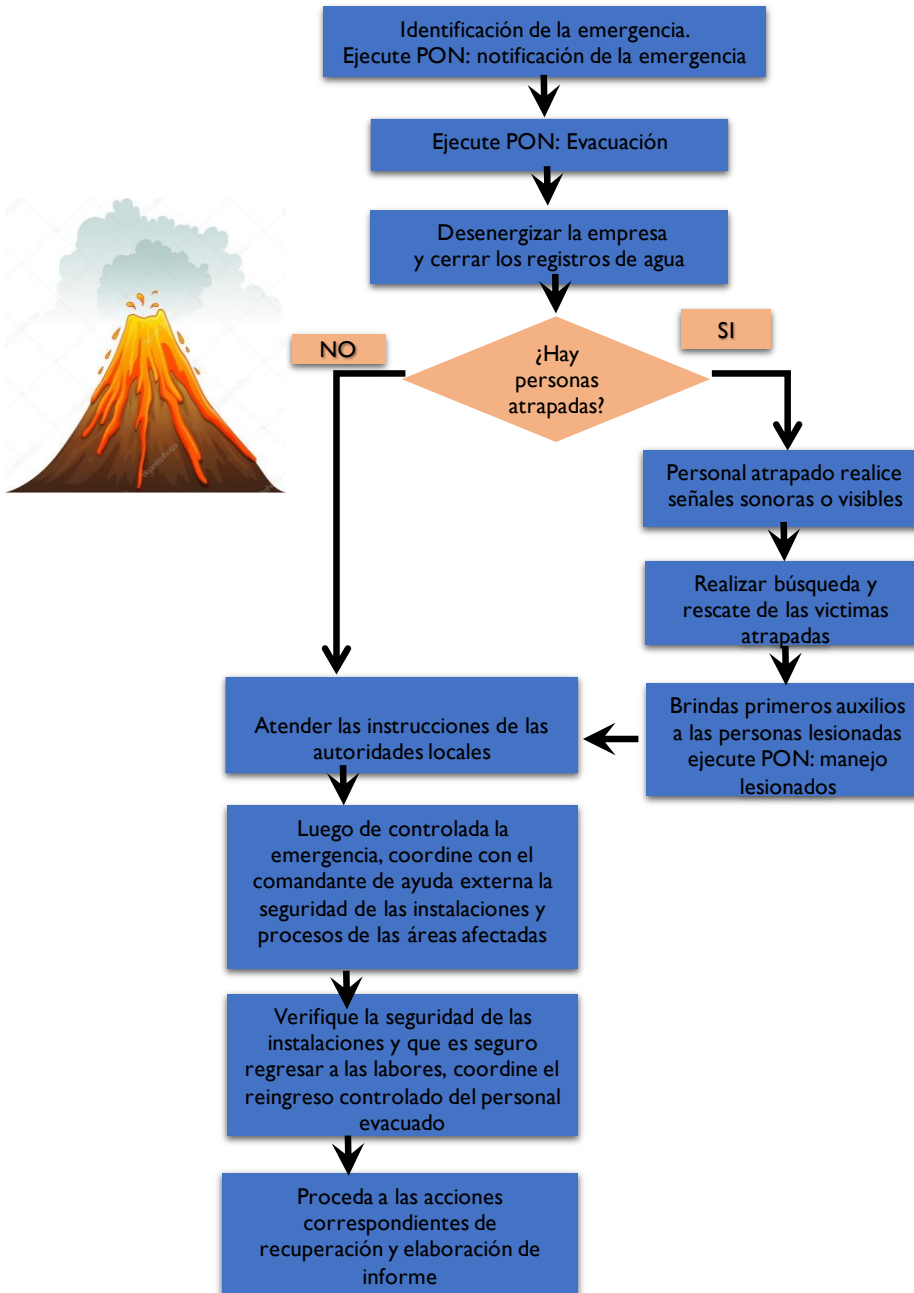 Identificación de la emergencia.
Ejecute PON: notificación de la emergencia
Ejecute PON: Evacuación
Desenergizar la empresa
y cerrar los registros de agua
NO
SI
¿Hay
personas
atrapadas?
Personal atrapado realice
señales sonoras o visibles
Realizar búsqueda y
rescate de las victimas
atrapadas
Brindas primeros auxilios
a las personas lesionadas
ejecute PON: manejo
lesionados
Atender las instrucciones de las
autoridades locales
Luego de controlada la
emergencia, coordine con el
comandante de ayuda externa la
seguridad de las instalaciones y
procesos de las áreas afectadas
Verifique la seguridad de las
instalaciones y que es seguro
regresar a las labores, coordine el
reingreso controlado del personal
evacuado
Proceda a las acciones
correspondientes de
recuperación y elaboración de
informe